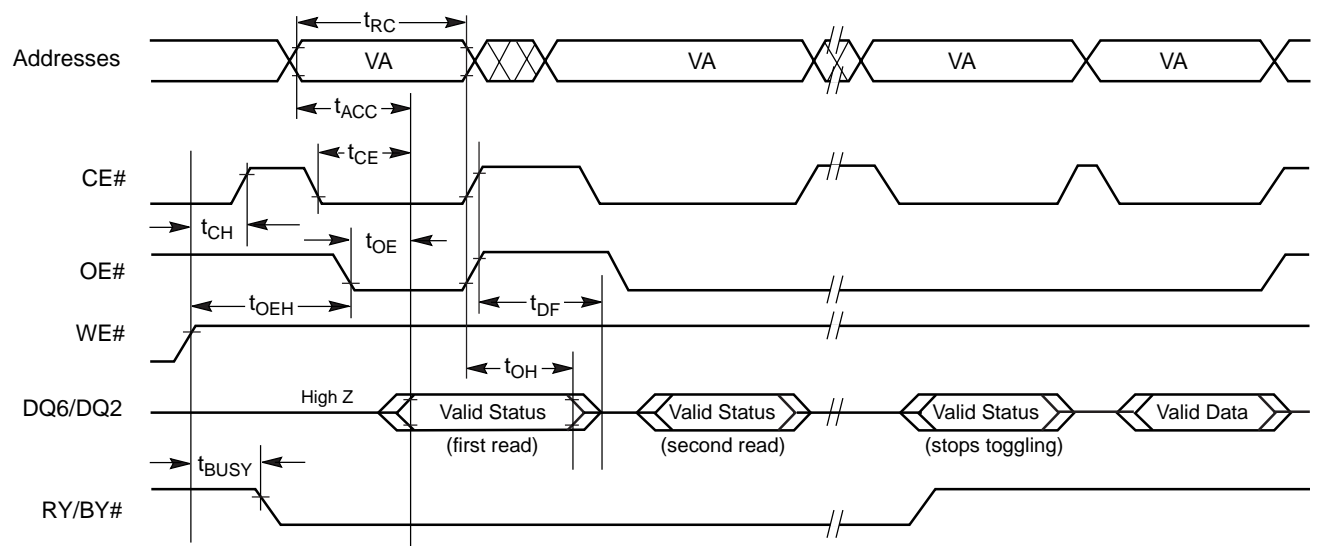 tRC
Addresses VA VA VA VA
tACC
tCE
CE#
tCH
tOE
OE#
tOEH
tDF
WE#
tOH
High Z
DQ6/DQ2 Valid Status Valid Status Valid Status Valid Data
(first read) (second read) (stops toggling)
tBUSY
RY/BY#